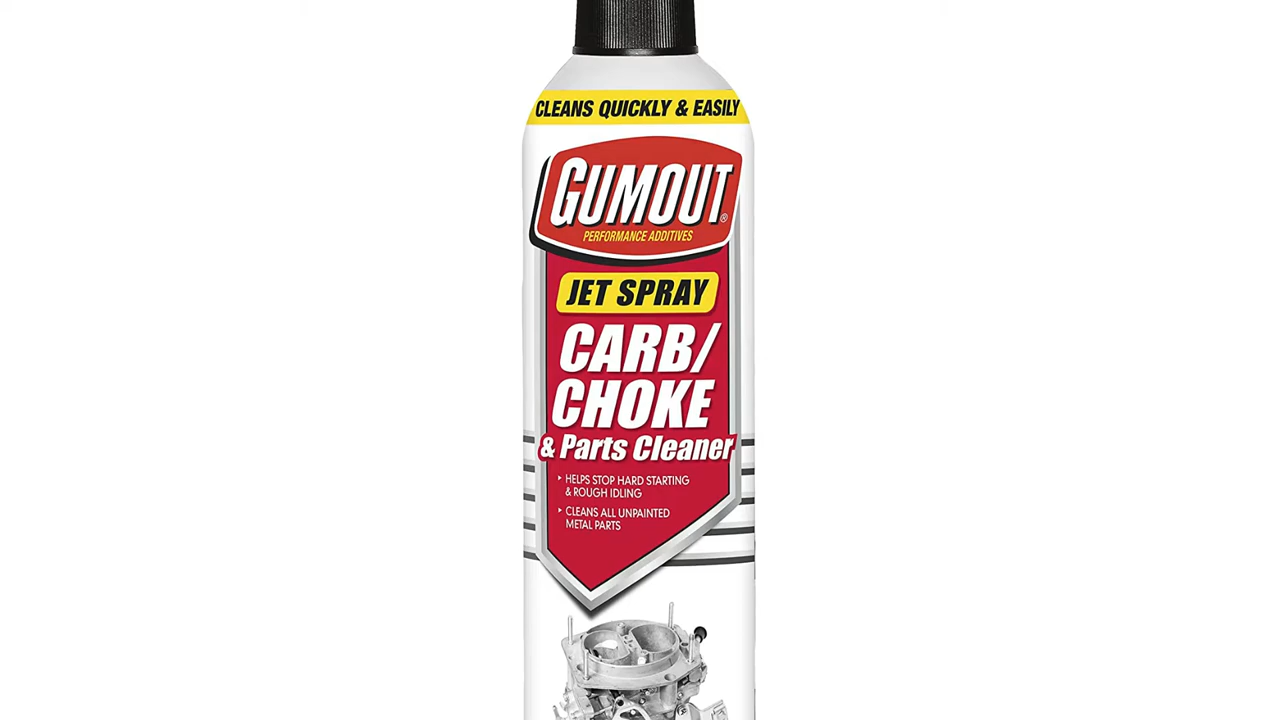 CLEANS QUICKLY & EASILY
GUMOUT®
PERFORMANCE ADDITIVES
JET SPRAY
CARB/
CHOKE
& Parts Cleaner
HELPS STOP HARD STARTING
& ROUGH IDLING
CLEANS ALL UNPAINTED
METAL PARTS